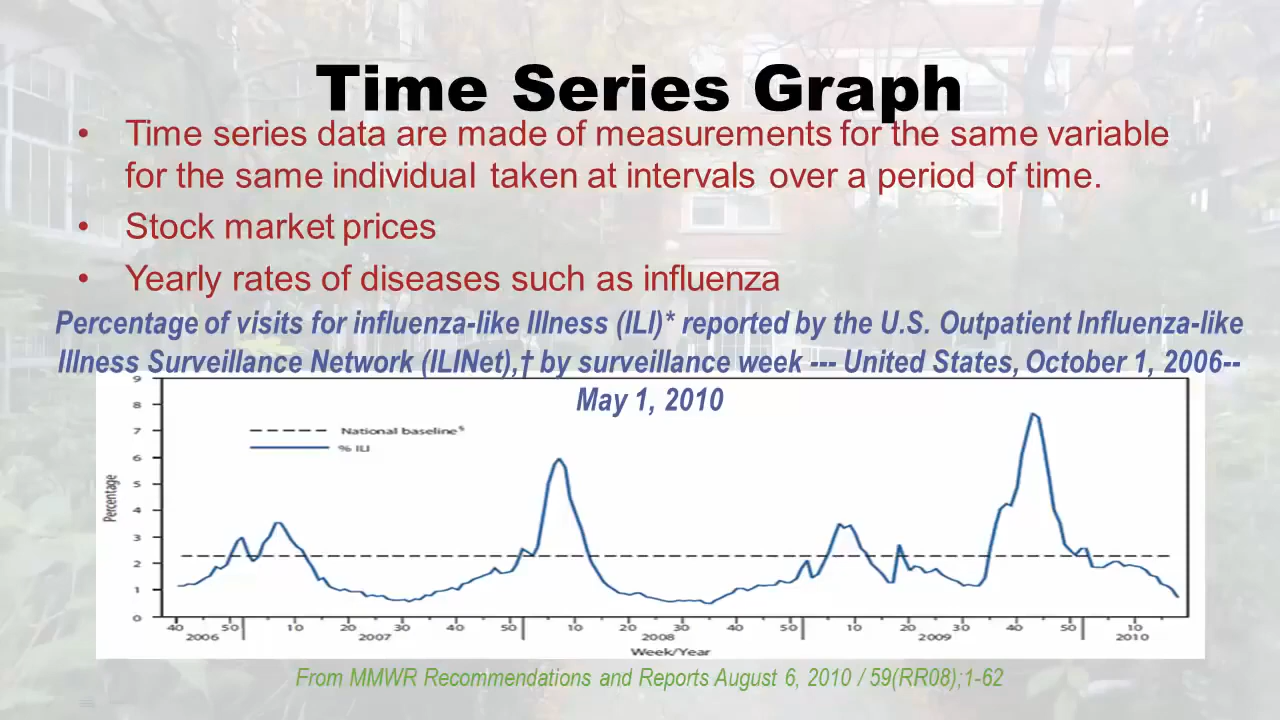 Time Series Graph
• Time series data are made of measurements for the same variable
for the same individual taken at intervals over a period of time.
• Stock market prices
• Yearly rates of diseases such as influenza
Percentage of visits for influenza-like Illness (ILI)* reported by the U.S. Outpatient Influenza-like
Illness Surveillance Network (ILINet),† by surveillance week --- United States, October 1, 2006--
May 1, 2010
9
8
7
6
5
4
3
2
1
0
Percentage
National baseline§
% ILI
40 50 10 20 30 40 50 10 20 30 40 50 10 20 30 40 50 10
2006 2007 2008 2009 2010
Week/Year
From MMWR Recommendations and Reports August 6, 2010 / 59(RR08);1-62